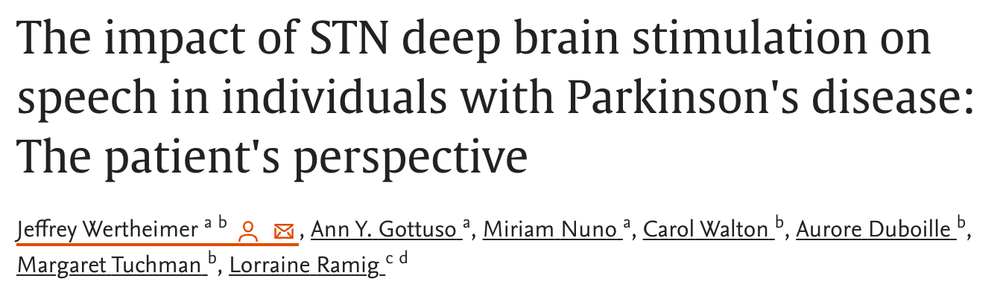 The impact of STN deep brain stimulation on
speech in individuals with Parkinson's disease:
The patient's perspective
Jeffrey Wertheimer a b, Ann Y. Gottuso a, Miriam Nuno a, Carol Walton b, Aurore Duboille b,
Margaret Tuchman b, Lorraine Ramig c d